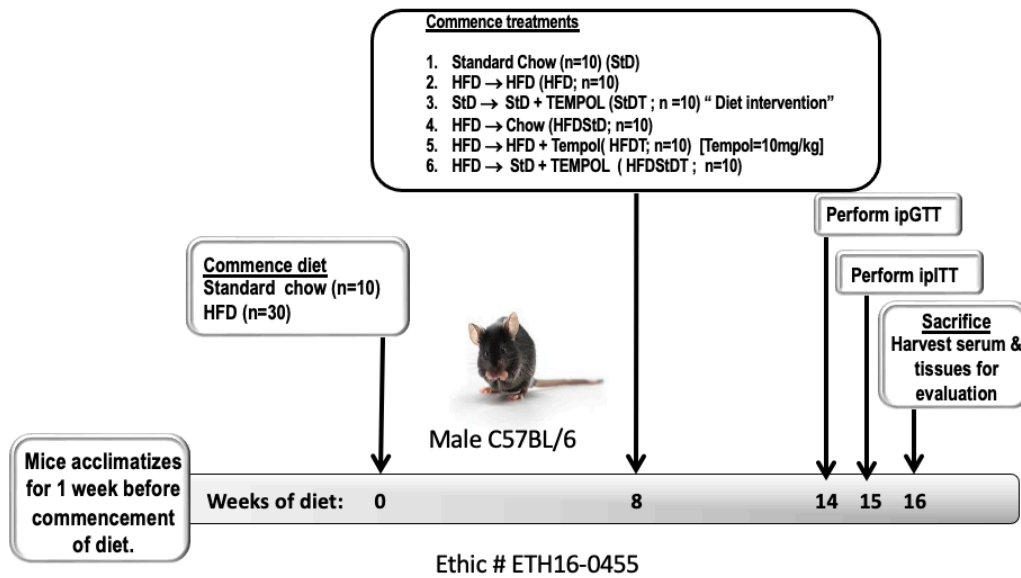 Commence treatments
1. Standard Chow (n=10) (StD)
2. HFD → HFD (HFD; n=10)
3. StD → StD + TEMPOL (StDT ; n =10) “ Diet intervention”
4. HFD → Chow (HFDStD; n=10)
5. HFD → HFD + Tempol( HFDT; n=10) [Tempol=10mg/kg]
6. HFD → StD + TEMPOL ( HFDStDT ; n=10)
Perform ipGTT
Commence diet
Standard chow (n=10)
HFD (n=30)
Perform ipITT
Sacrifice
Harvest serum &
tissues for
evaluation
Male C57BL/6
Mice acclimatizes
for 1 week before
commencement
of diet.
Weeks of diet: 0 8 14 15 16
Ethic # ETH16-0455